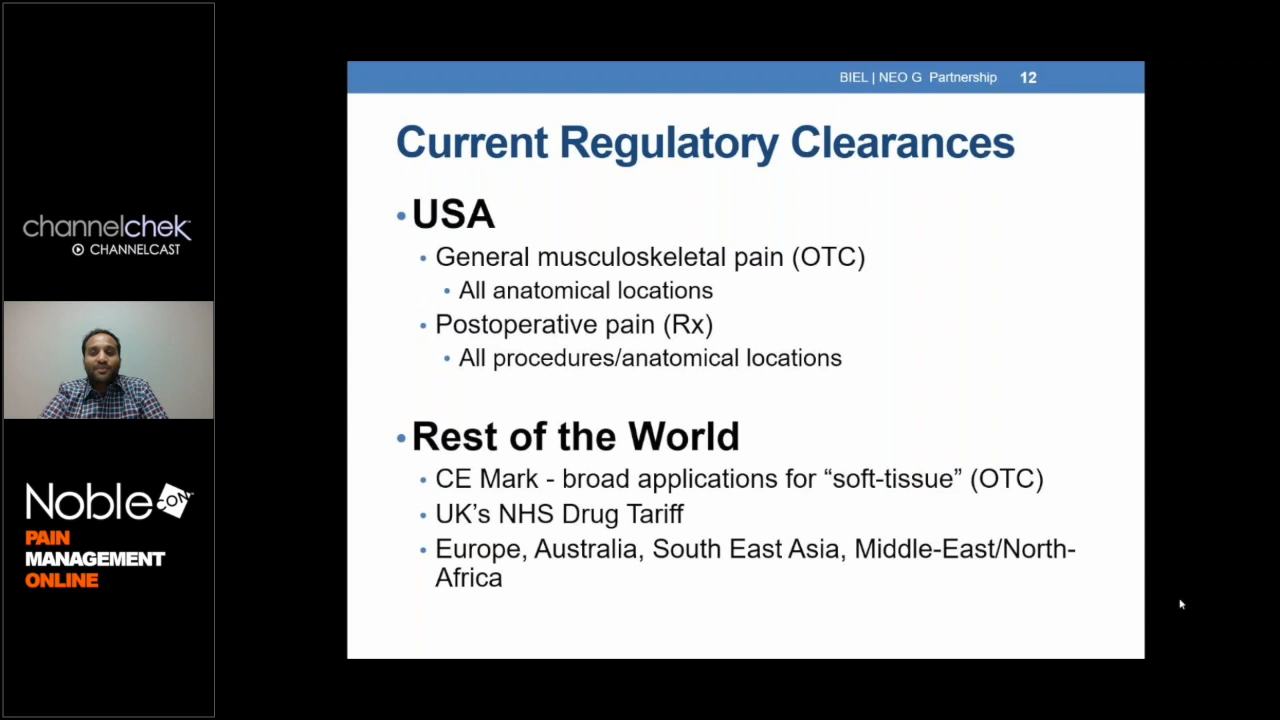 channelchek
CHANNELCAST
Noble CON
PAIN
MANAGEMENT
ONLINE
BIEL | NEO G Partnership 12
Current Regulatory Clearances
• USA
• General musculoskeletal pain (OTC)
• All anatomical locations
• Postoperative pain (Rx)
• All procedures/anatomical locations
• Rest of the World
• CE Mark - broad applications for “soft-tissue” (OTC)
• UK’s NHS Drug Tariff
• Europe, Australia, South East Asia, Middle-East/North-
Africa